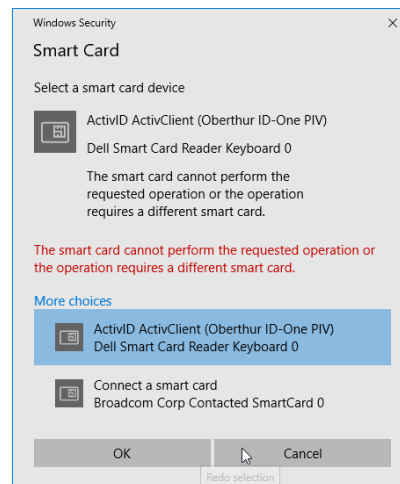 Windows Security
Smart Card
Select a smart card device
ActivID ActivClient (Oberthur ID-One PIV)
Dell Smart Card Reader Keyboard 0
The smart card cannot perform the
requested operation or the operation
requires a different smart card.
The smart card cannot perform the requested operation or
the operation requires a different smart card.
More choices
ActivID ActivClient (Oberthur ID-One PIV)
Dell Smart Card Reader Keyboard 0
Connect a smart card
Broadcom Corp Contacted SmartCard 0
OK
Cancel
Redo selection